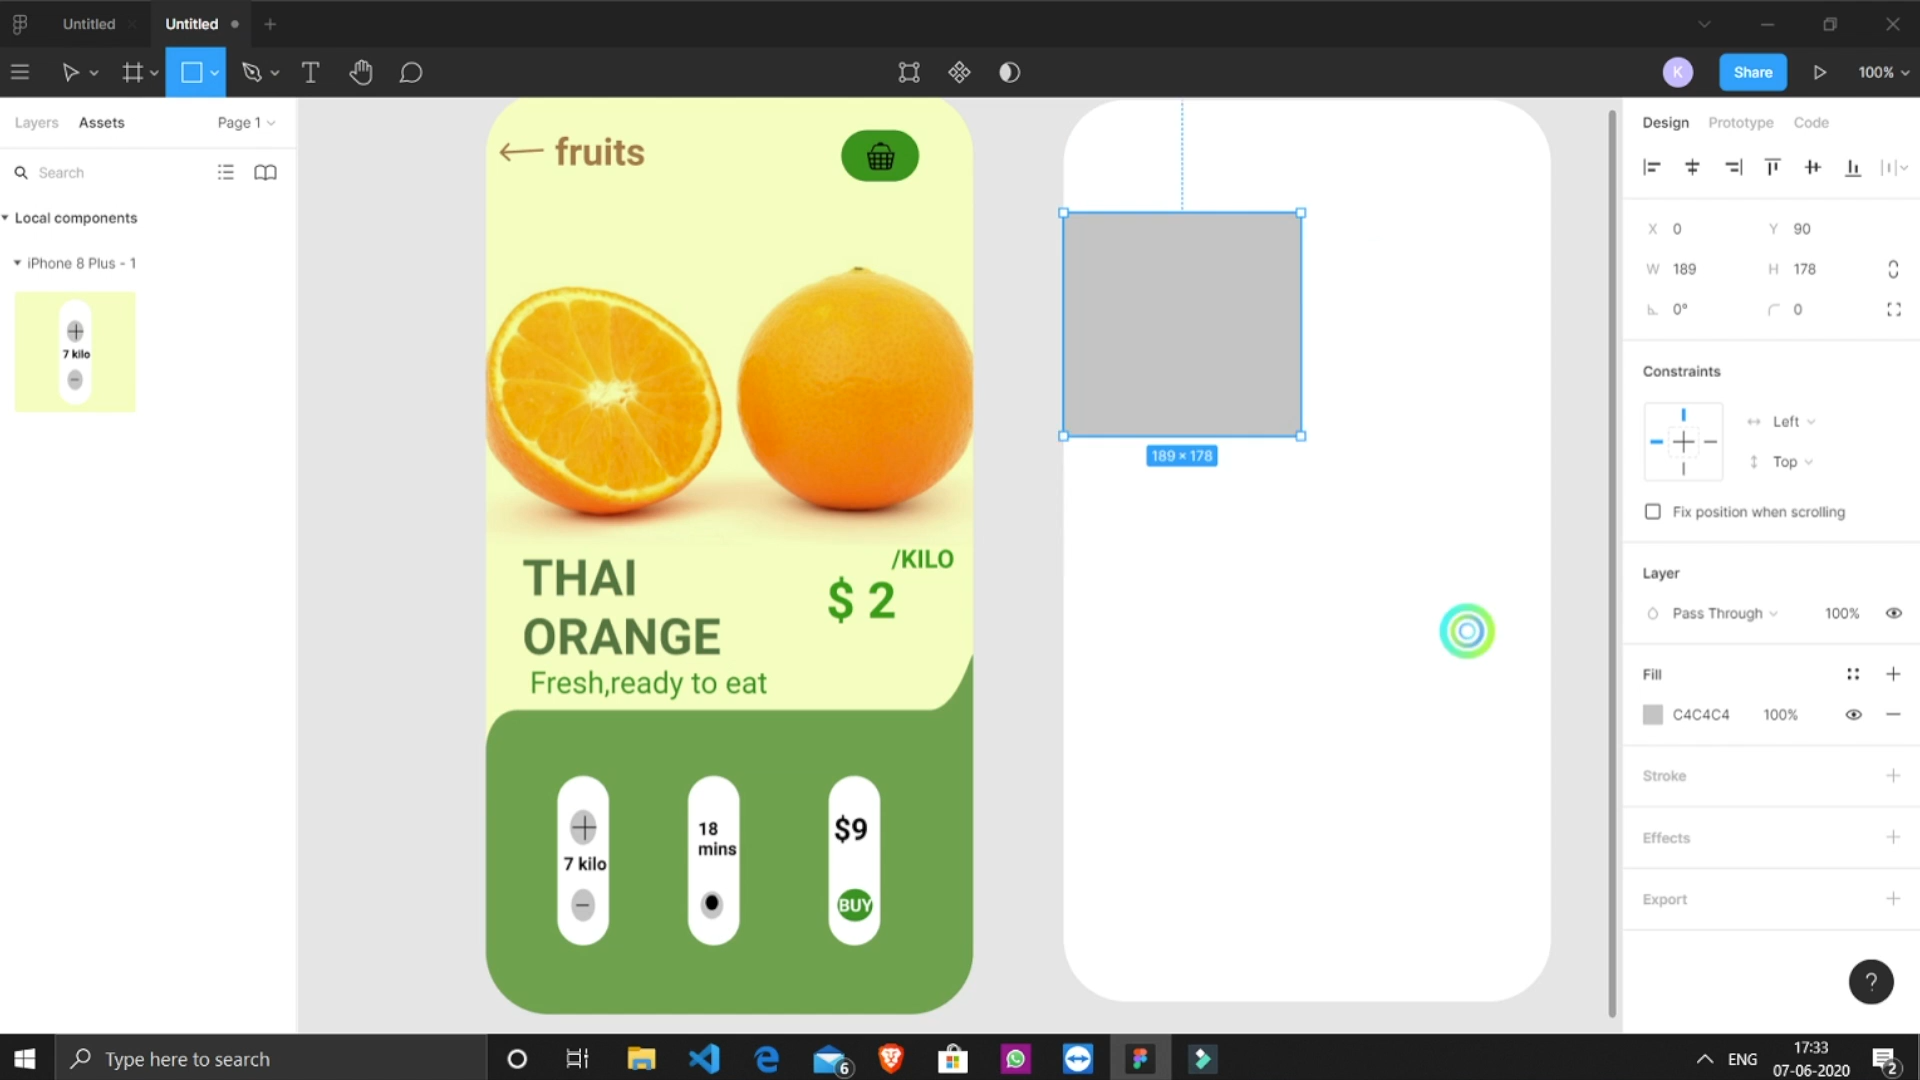 Untitled
Untitled
K
Share
100%
Layers
Assets
Page 1
Search
Local components
iPhone 8 Plus - 1
7 kilo
fruits
THAI
ORANGE
/KILO
$ 2
Fresh,ready to eat
7 kilo
18
mins
$9
BUY
189 × 178
Design
Prototype
Code
X 0
Y 90
W 189
H 178
0°
0
Constraints
Left
Top
Fix position when scrolling
Layer
Pass Through
100%
Fill
C4C4C4
100%
Stroke
Effects
Export
?
Type here to search
6
ENG
17:33
07-06-2020
2